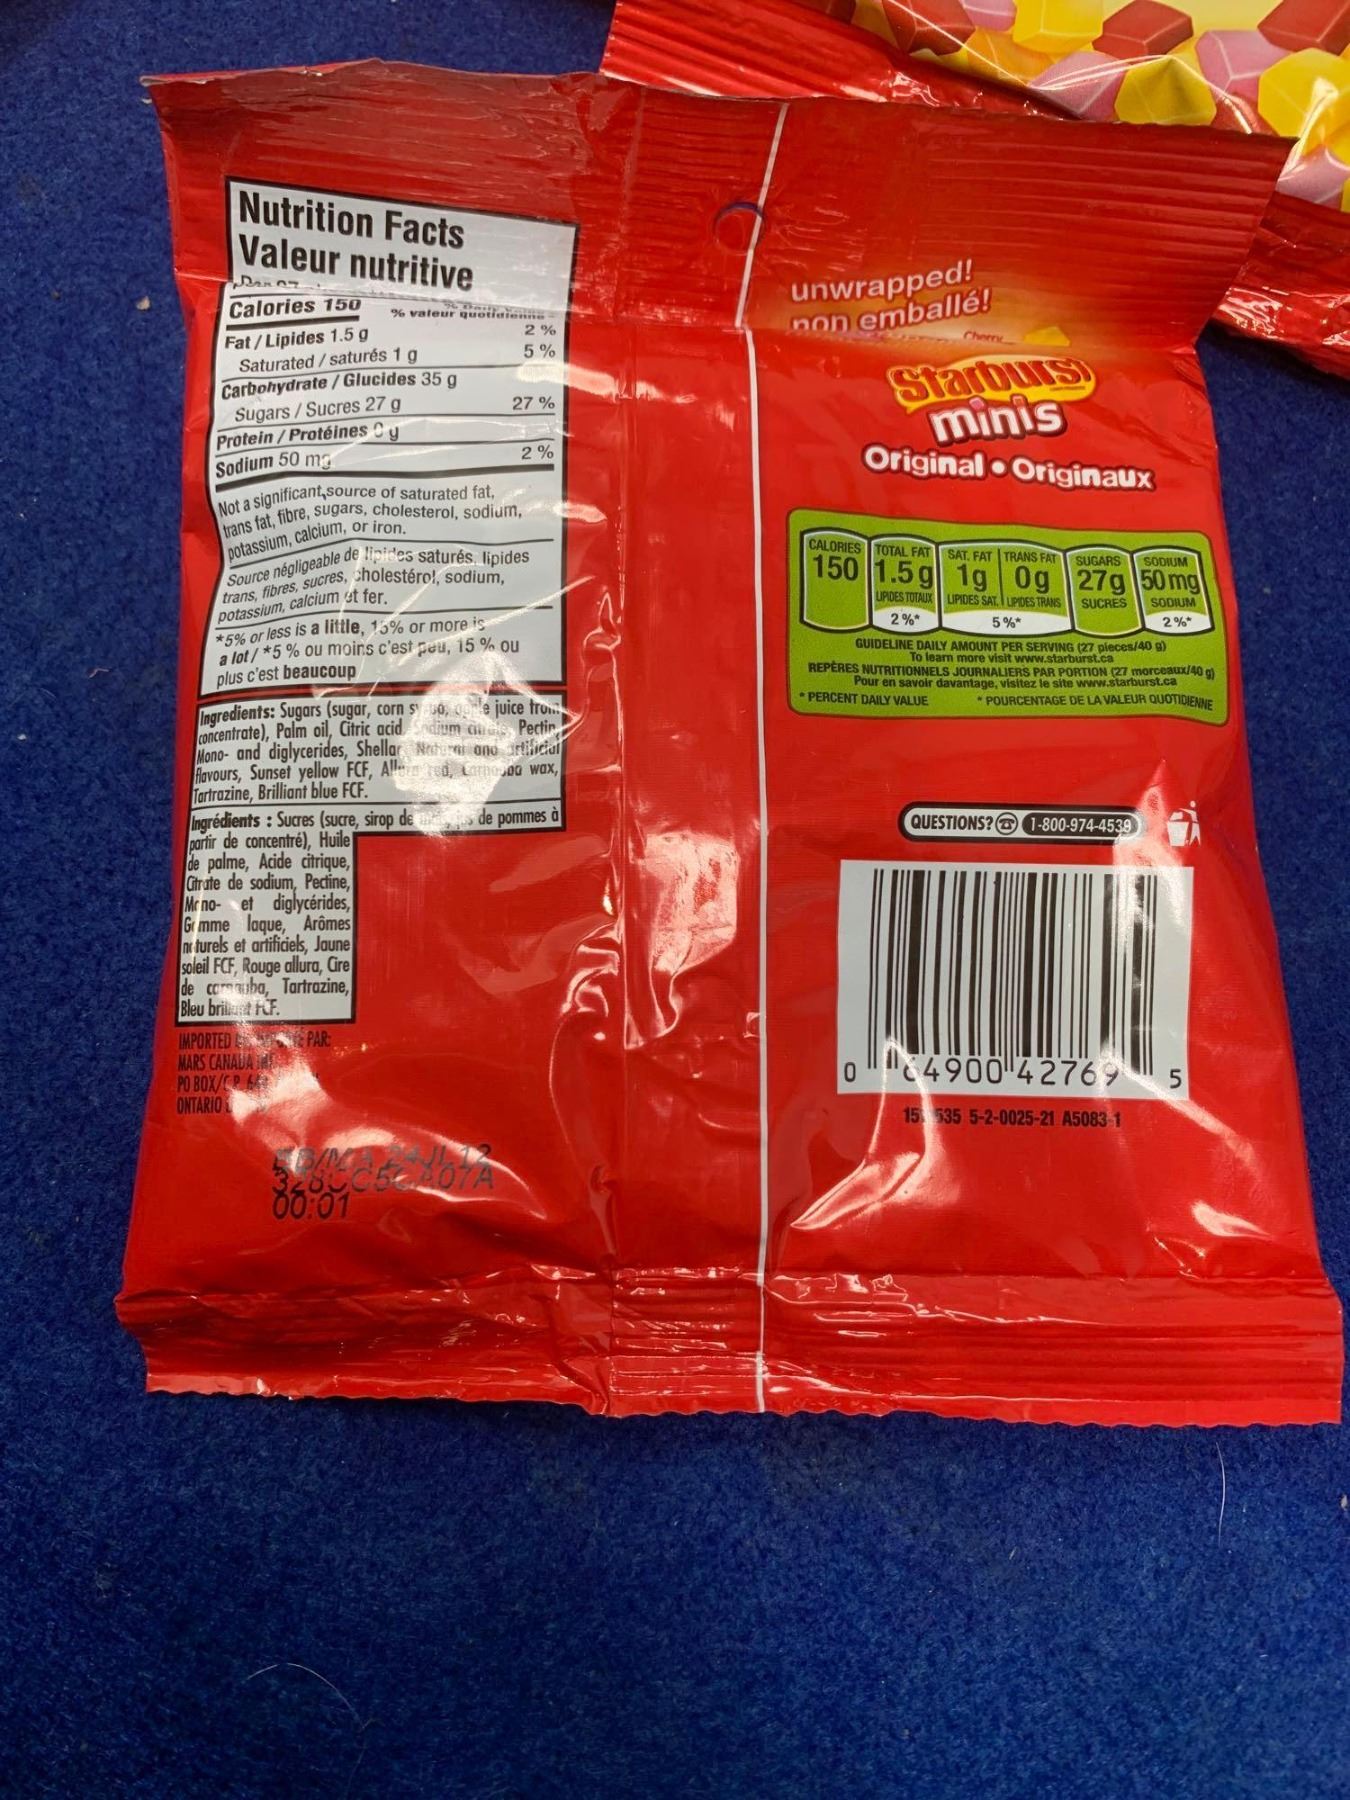 Nutrition Facts
Valeur nutritive
Calories 150
% valeur quotidienne
Fat / Lipides 1.5 g 2 %
Saturated / saturés 1 g 5 %
Carbohydrate / Glucides 35 g
Sugars / Sucres 27 g 27 %
Protein / Protéines 0 g
Sodium 50 mg 2 %
Not a significant source of saturated fat,
trans fat, fibre, sugars, cholesterol, sodium,
potassium, calcium, or iron.
Source négligeable de lipides saturés, lipides
trans, fibres, sucres, cholestérol, sodium,
potassium, calcium et fer.
*5% or less is a little, 15% or more is
a lot / *5 % ou moins c'est peu, 15 % ou
plus c'est beaucoup
Ingredients: Sugars (sugar, corn syrup, apple juice from
concentrate), Palm oil, Citric acid, Sodium citrate, Pectin,
Mono- and diglycerides, Shellac, Natural and artificial
flavours, Sunset yellow FCF, Allura red, Carnauba wax,
Tartrazine, Brilliant blue FCF.
Ingrédients : Sucres (sucre, sirop de jus de pommes à
partir de concentré), Huile
de palme, Acide citrique,
Citrate de sodium, Pectine,
Mono- et diglycérides,
Gomme laque, Arômes
naturels et artificiels, Jaune
soleil FCF, Rouge allura, Cire
de carnauba, Tartrazine,
Bleu brillant FCF.
IMPORTED PAR:
MARS CANADA
PO BOX/C.P.
ONTARIO
00:01
unwrapped!
non emballé!
Cherry
Starburst
minis
Original • Originaux
CALORIES 150
TOTAL FAT 1.5g LIPIDES TOTAUX 2%*
SAT. FAT 1g LIPIDES SAT. TRANS FAT 0g LIPIDES TRANS 5%*
SUGARS 27g SUCRES
SODIUM 50mg SODIUM 2%*
GUIDELINE DAILY AMOUNT PER SERVING (27 pieces/40 g)
To learn more visit www.starburst.ca
REPÈRES NUTRITIONNELS JOURNALIERS PAR PORTION (27 morceaux/40 g)
Pour en savoir davantage, visitez le site www.starburst.ca
* PERCENT DAILY VALUE * POURCENTAGE DE LA VALEUR QUOTIDIENNE
QUESTIONS? 1-800-974-4539
0 64900 42769 5
5-2-0025-21 A5083-1